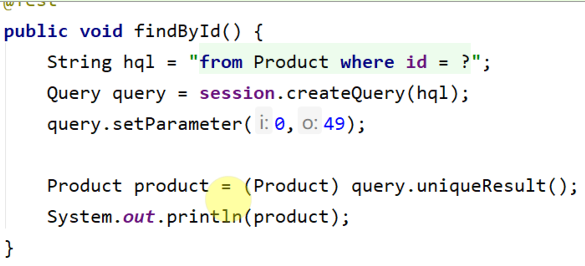 @Test
public void findById() {
    String hql = "from Product where id = ?";
    Query query = session.createQuery(hql);
    query.setParameter( i: 0, o: 49);
    Product product = (Product) query.uniqueResult();
    System.out.println(product);
}